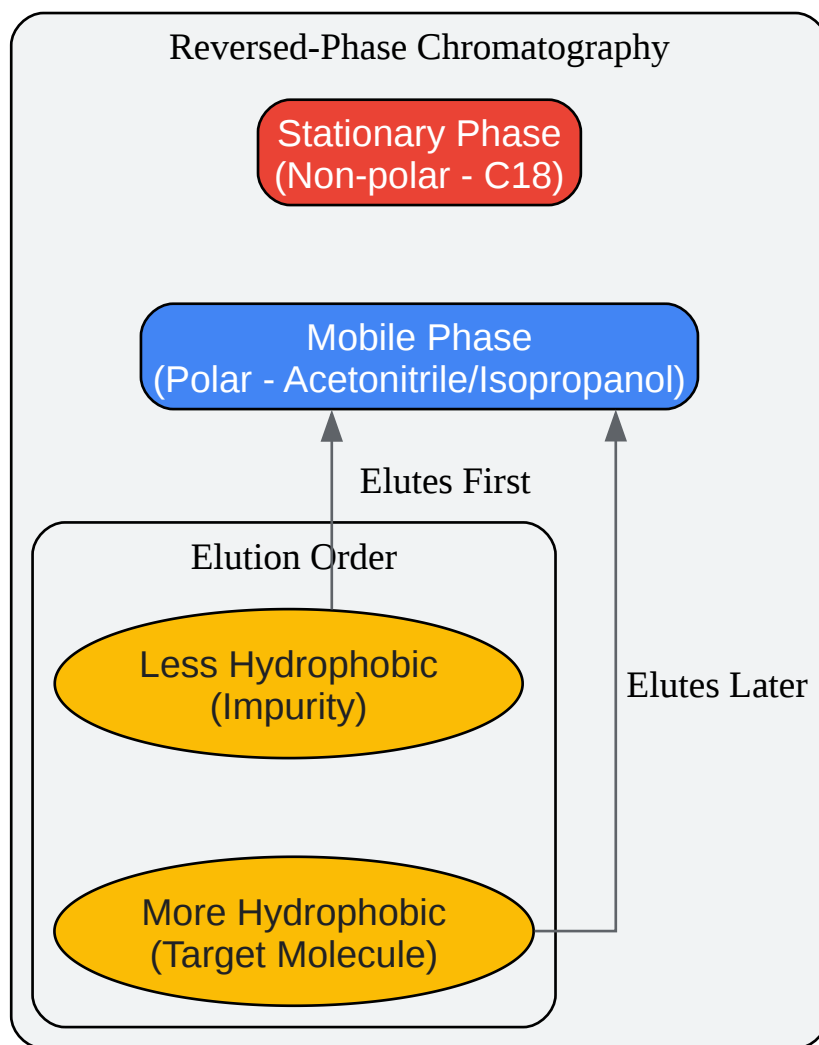 Reversed-Phase Chromatography
Stationary Phase
(Non-polar - C18)
Mobile Phase
(Polar - Acetonitrile/Isopropanol)
Elutes First
Elution Order
Less Hydrophobic
(Impurity)
Elutes Later
More Hydrophobic
(Target Molecule)